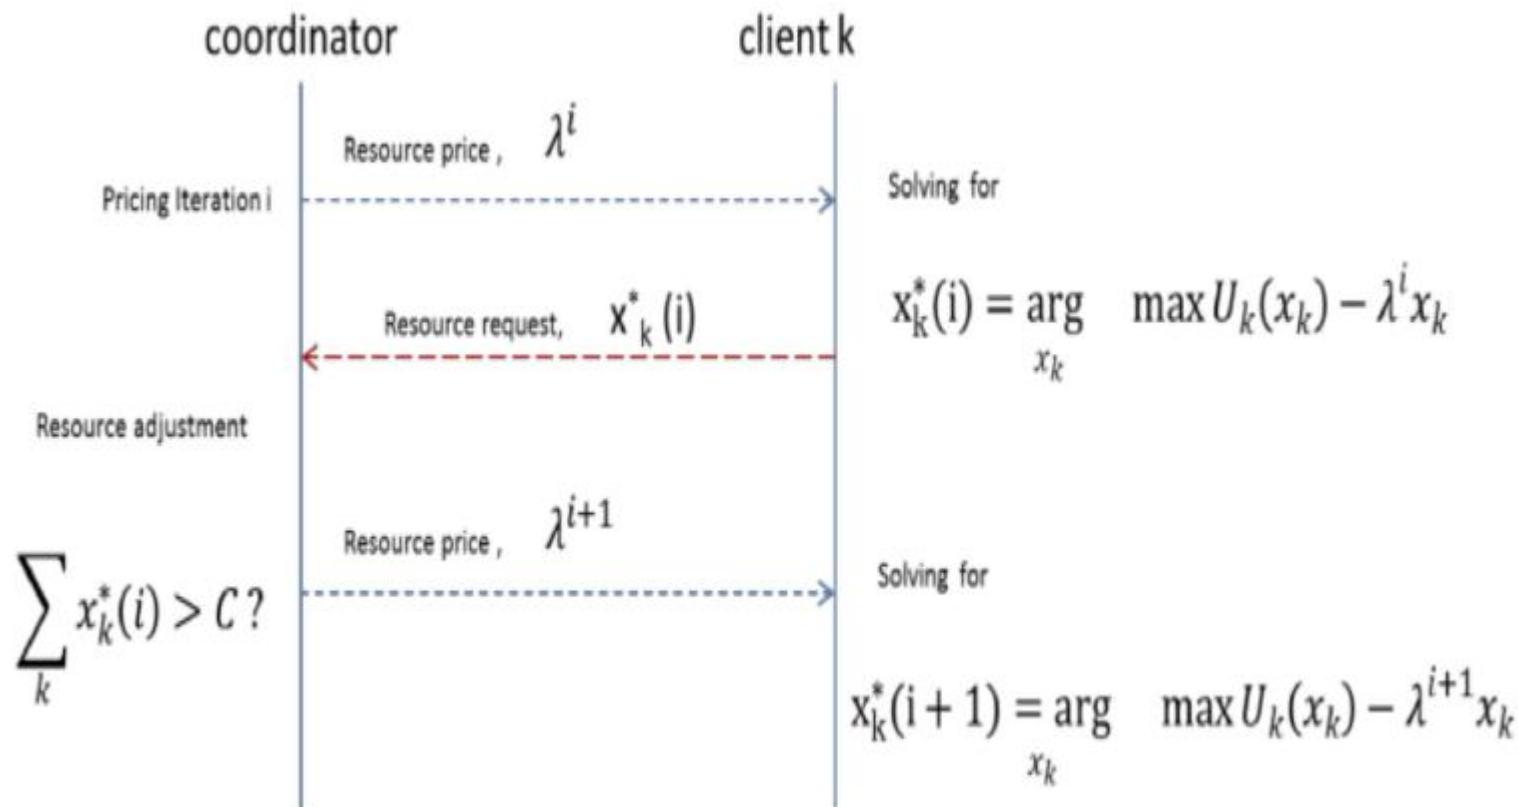 coordinator client k
Resource price , λ^i
Pricing Iteration i
Solving for
x*_k(i) = arg max U_k(x_k) − λ^i x_k
x_k
Resource request, x*_k (i)
Resource adjustment
Resource price , λ^{i+1}
Solving for
∑ x*_k(i) > C ?
k
x*_k(i + 1) = arg max U_k(x_k) − λ^{i+1} x_k
x_k